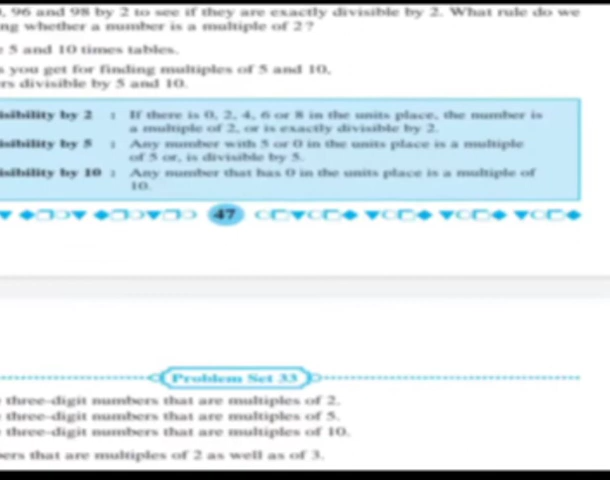 , 96 and 98 by 2 to see if they are exactly divisible by 2. What rule do we
ng whether a number is a multiple of 2?
5 and 10 times tables.
s you get for finding multiples of 5 and 10,
rs divisible by 5 and 10.
isibility by 2 : If there is 0, 2, 4, 6 or 8 in the units place, the number is
a multiple of 2, or is exactly divisible by 2.
isibility by 5 : Any number with 5 or 0 in the units place is a multiple
of 5 or, is divisible by 5.
isibility by 10 : Any number that has 0 in the units place is a multiple of
10.
47
Problem Set 33
three-digit numbers that are multiples of 2.
three-digit numbers that are multiples of 5.
three-digit numbers that are multiples of 10.
bers that are multiples of 2 as well as of 3.